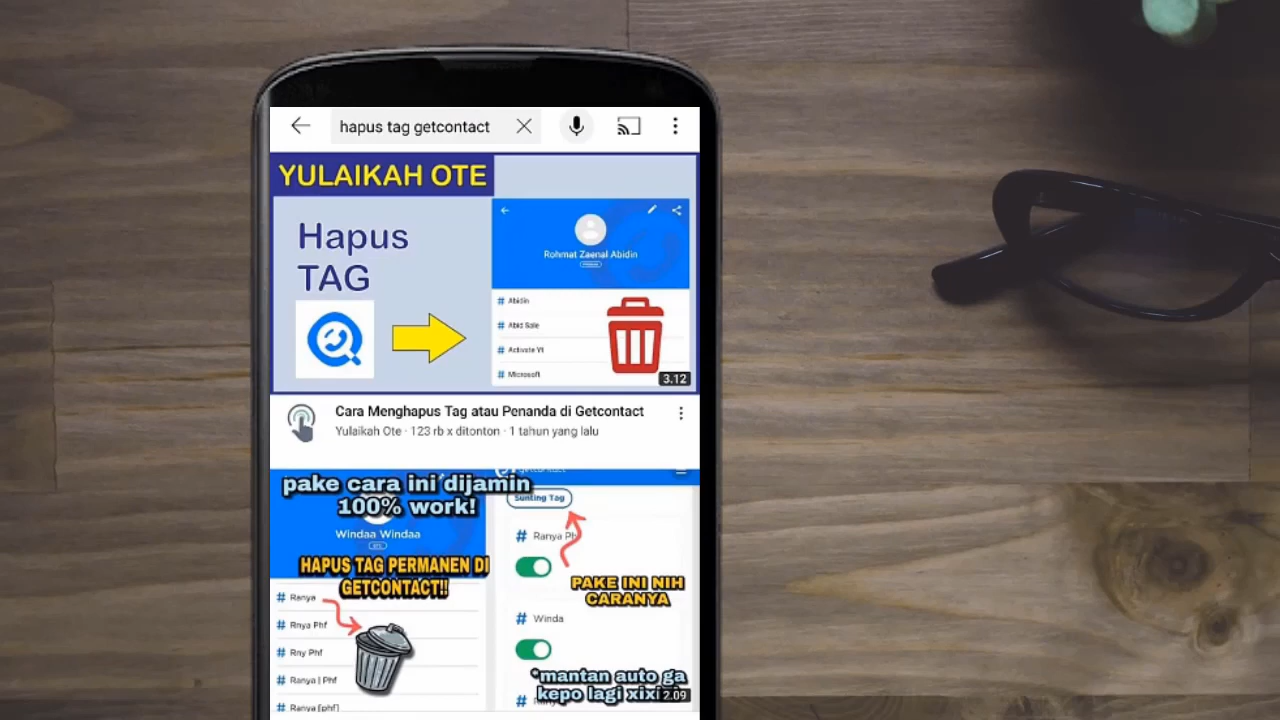 hapus tag getcontact
YULAIKAH OTE
Hapus
TAG
Rohmat Zaenal Abidin
# Abidin
# Abid Sale
# Activate Yt
# Microsoft
3.12
Cara Menghapus Tag atau Penanda di Getcontact
Yulaikah Ote · 123 rb x ditonton · 1 tahun yang lalu
pake cara ini dijamin
100% work!
Windaa Windaa
HAPUS TAG PERMANEN DI
GETCONTACT!!
# Ranya
# Rnya Phf
# Rny Phf
# Ranya | Phf
# Ranya [phf]
getcontact
Sunting Tag
# Ranya Ph
PAKE INI NIH
CARANYA
# Winda
*mantan auto ga
kepo lagi xixi
2.09
#